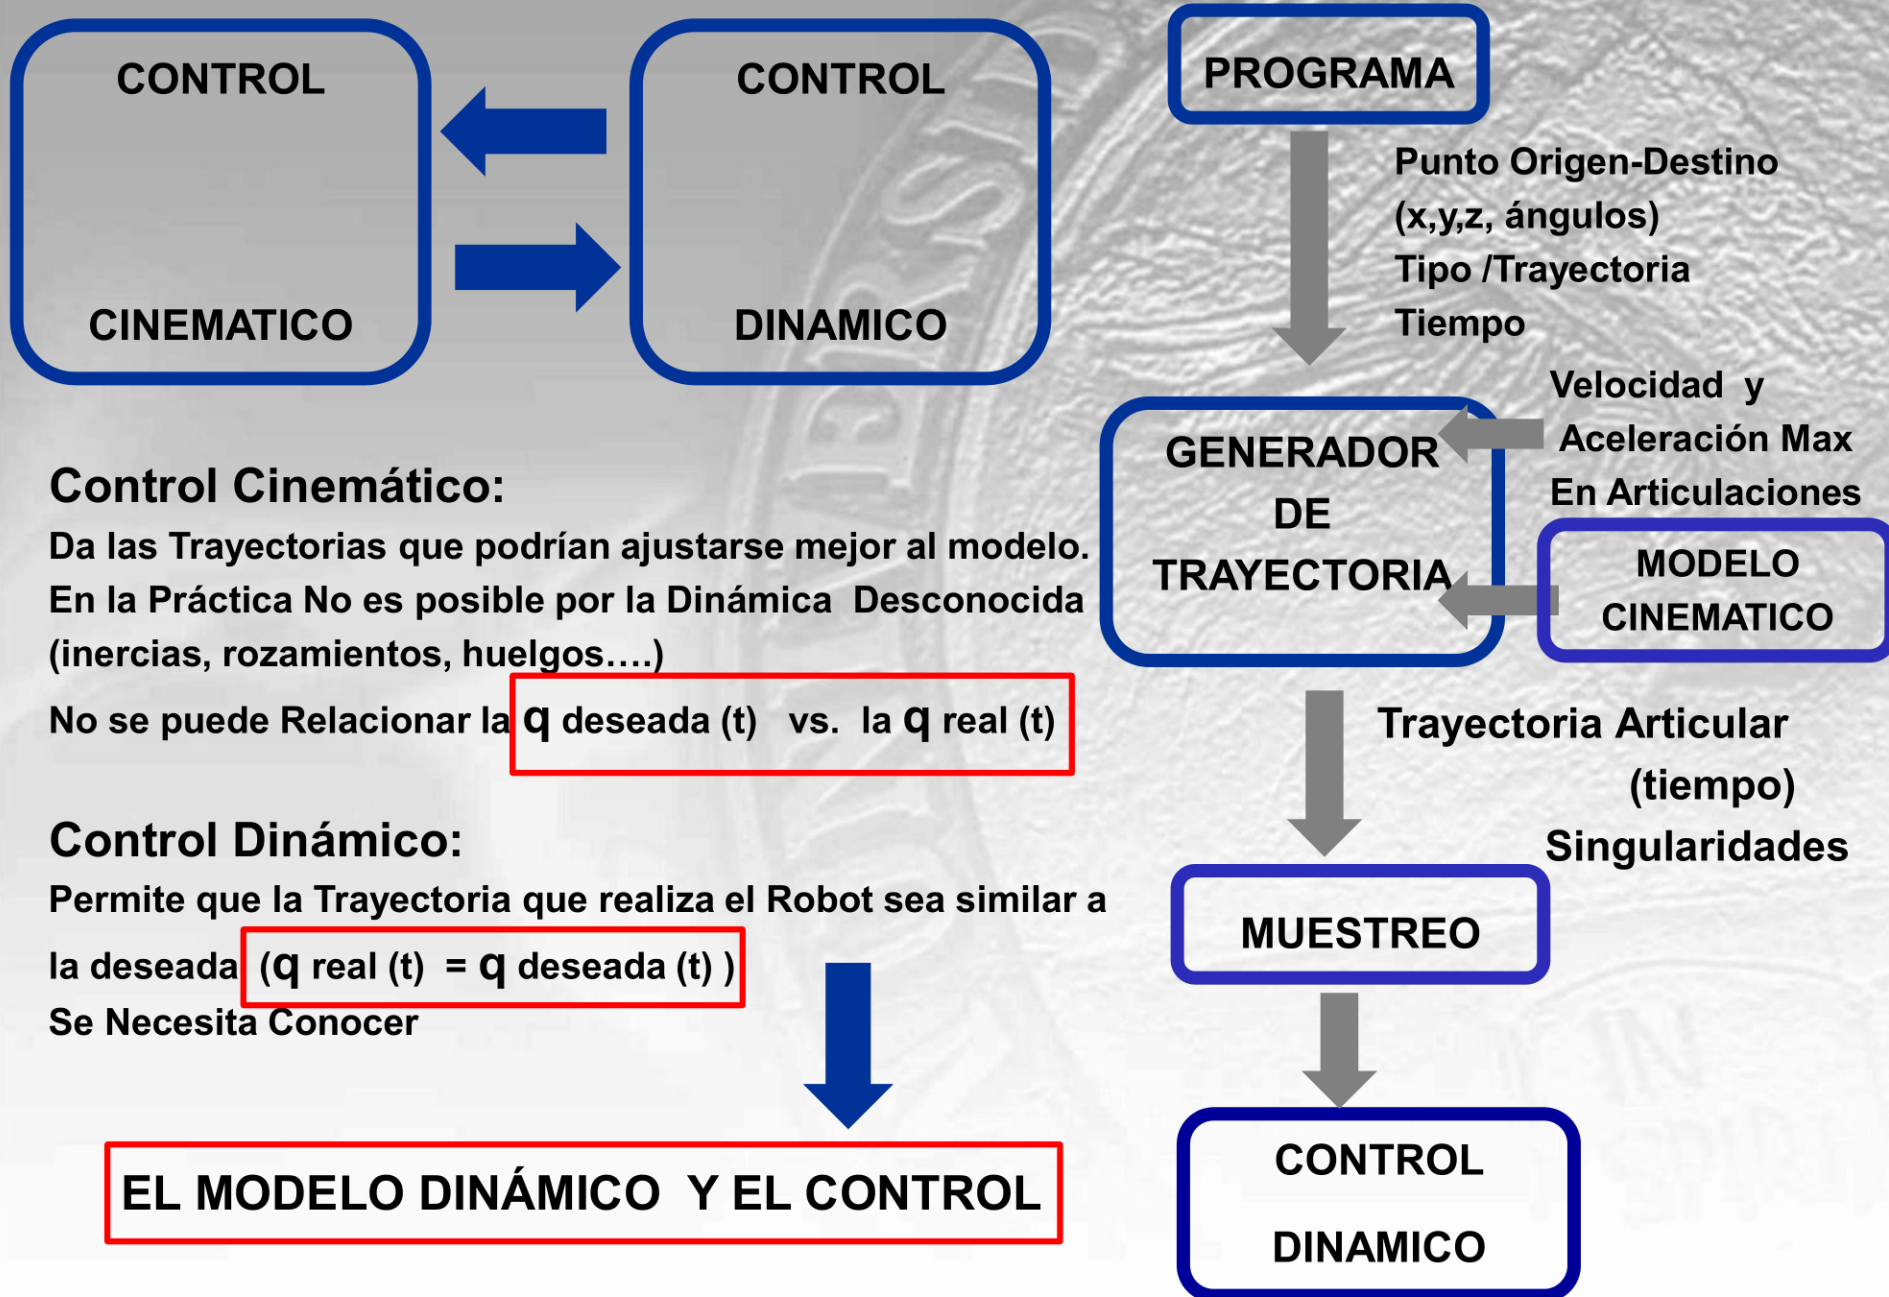 CONTROL
CINEMATICO
CONTROL
DINAMICO
Control Cinemático:
Da las Trayectorias que podrían ajustarse mejor al modelo.
En la Práctica No es posible por la Dinámica Desconocida
(inercias, rozamientos, huelgos….)
No se puede Relacionar la q deseada (t) vs. la q real (t)
Control Dinámico:
Permite que la Trayectoria que realiza el Robot sea similar a
la deseada (q real (t) = q deseada (t) )
Se Necesita Conocer
EL MODELO DINÁMICO Y EL CONTROL
PROGRAMA
Punto Origen-Destino
(x,y,z, ángulos)
Tipo /Trayectoria
Tiempo
Velocidad y
Aceleración Max
En Articulaciones
GENERADOR
DE
TRAYECTORIA
MODELO
CINEMATICO
Trayectoria Articular
(tiempo)
Singularidades
MUESTREO
CONTROL
DINAMICO